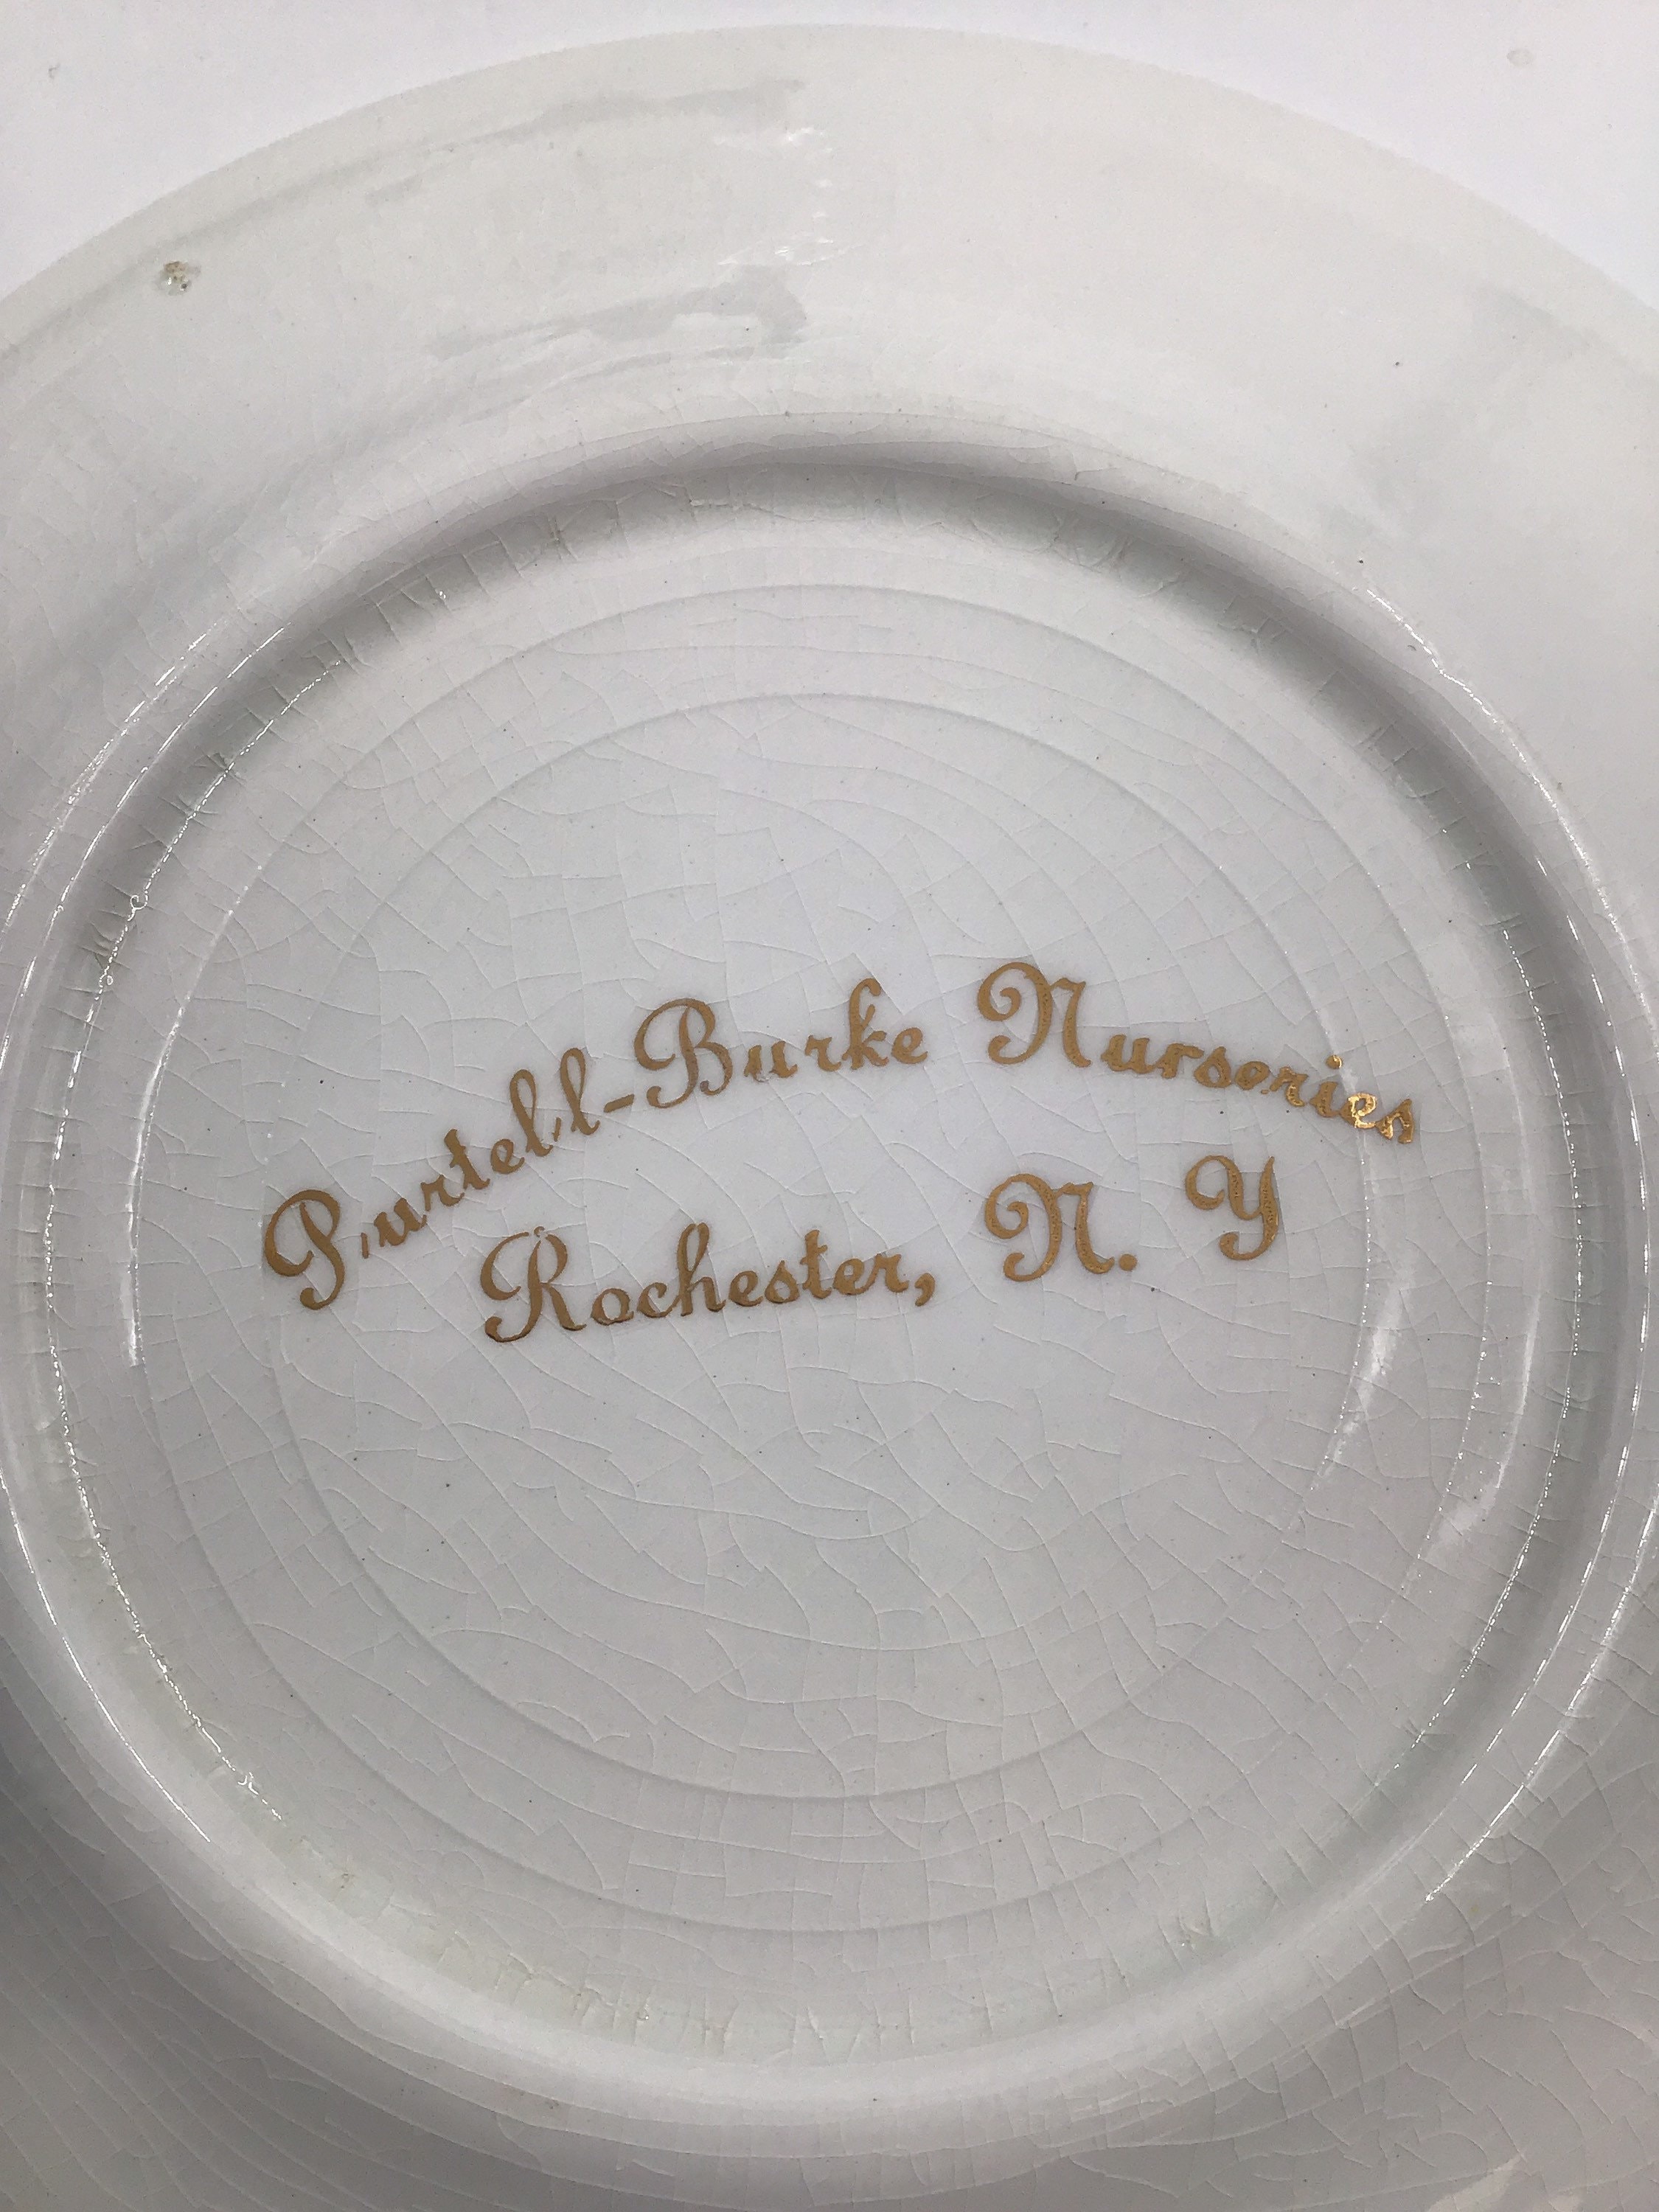 Purtell-Burke Nurseries
Rochester, N. Y